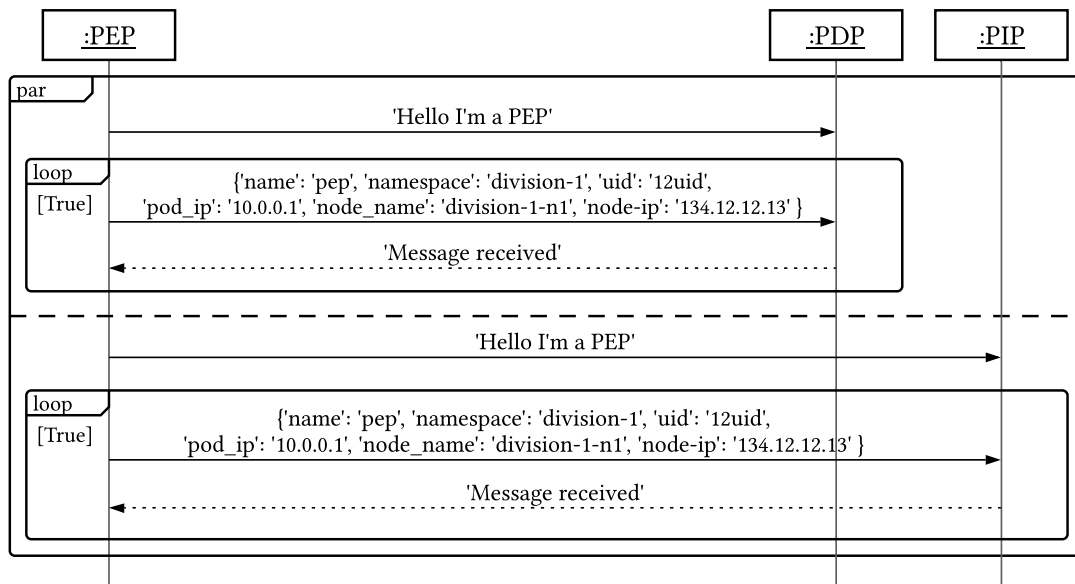 :PEP
:PDP
:PIP
par
'Hello I'm a PEP'
loop
[True]
{'name': 'pep', 'namespace': 'division-1', 'uid': '12uid',
'pod_ip': '10.0.0.1', 'node_name': 'division-1-n1', 'node-ip': '134.12.12.13' }
'Message received'
'Hello I'm a PEP'
loop
[True]
{'name': 'pep', 'namespace': 'division-1', 'uid': '12uid',
'pod_ip': '10.0.0.1', 'node_name': 'division-1-n1', 'node-ip': '134.12.12.13' }
'Message received'